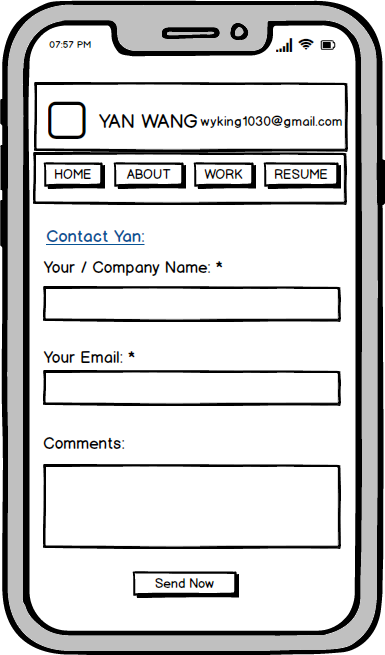 07:57 PM
YAN WANG wyking1030@gmail.com
HOME ABOUT WORK RESUME
Contact Yan:
Your / Company Name: *
Your Email: *
Comments:
Send Now